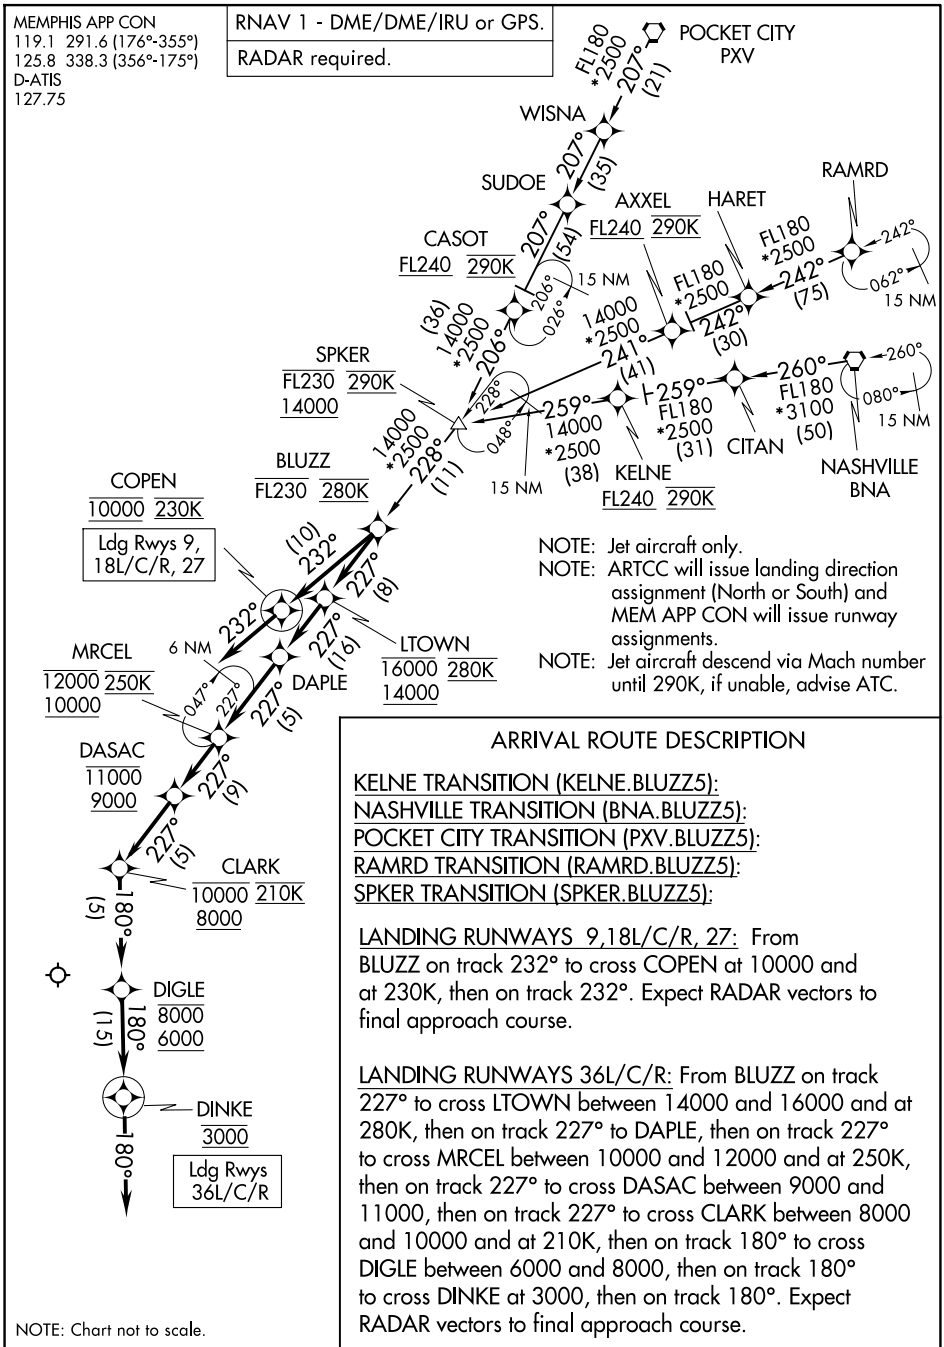 MEMPHIS APP CON
119.1 291.6 (176°-355°)
125.8 338.3 (356°-175°)
D-ATIS
127.75
RNAV 1 - DME/DME/IRU or GPS.
RADAR required.
POCKET CITY
PXV
FL180
*2500
207°
(21)
WISNA
207°
(35)
SUDOE
207°
(54)
CASOT
FL240 290K
206°
026°
15 NM
AXXEL
FL240 290K
HARET
RAMRD
242°
062°
15 NM
FL180
*2500
242°
(75)
FL180
*2500
242°
(30)
14000
*2500
241°
(41)
(36)
14000
*2500
206°
SPKER
FL230 290K
14000
228°
048°
15 NM
259°
14000
*2500
(38)
KELNE
FL240 290K
259°
FL180
*2500
(31)
CITAN
260°
FL180
*3100
(50)
260°
080°
15 NM
NASHVILLE
BNA
14000
*2500
228°
(11)
BLUZZ
FL230 280K
COPEN
10000 230K
Ldg Rwys 9,
18L/C/R, 27
(10)
232°
232°
227°
(8)
LTOWN
16000 280K
14000
227°
(16)
DAPLE
MRCEL
12000 250K
10000
6 NM
047°
227°
227°
(5)
DASAC
11000
9000
227°
(9)
227°
(5)
CLARK
10000 210K
8000
180°
(5)
DIGLE
8000
6000
180°
(15)
DINKE
3000
Ldg Rwys
36L/C/R
180°
NOTE: Jet aircraft only.
NOTE: ARTCC will issue landing direction
assignment (North or South) and
MEM APP CON will issue runway
assignments.
NOTE: Jet aircraft descend via Mach number
until 290K, if unable, advise ATC.
ARRIVAL ROUTE DESCRIPTION
KELNE TRANSITION (KELNE.BLUZZ5):
NASHVILLE TRANSITION (BNA.BLUZZ5):
POCKET CITY TRANSITION (PXV.BLUZZ5):
RAMRD TRANSITION (RAMRD.BLUZZ5):
SPKER TRANSITION (SPKER.BLUZZ5):
LANDING RUNWAYS 9,18L/C/R, 27: From
BLUZZ on track 232° to cross COPEN at 10000 and
at 230K, then on track 232°. Expect RADAR vectors to
final approach course.
LANDING RUNWAYS 36L/C/R: From BLUZZ on track
227° to cross LTOWN between 14000 and 16000 and at
280K, then on track 227° to DAPLE, then on track 227°
to cross MRCEL between 10000 and 12000 and at 250K,
then on track 227° to cross DASAC between 9000 and
11000, then on track 227° to cross CLARK between 8000
and 10000 and at 210K, then on track 180° to cross
DIGLE between 6000 and 8000, then on track 180°
to cross DINKE at 3000, then on track 180°. Expect
RADAR vectors to final approach course.
NOTE: Chart not to scale.